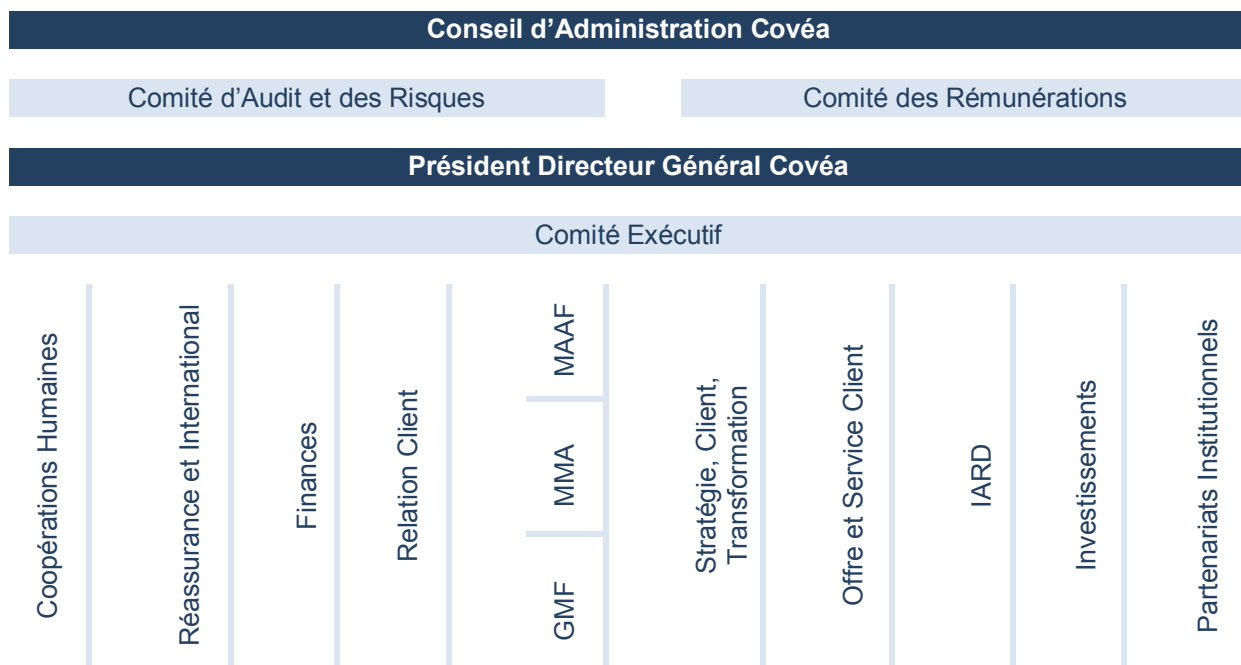 Conseil d’Administration Covéa
Comité d’Audit et des Risques
Comité des Rémunérations
Président Directeur Général Covéa
Comité Exécutif
Coopérations Humaines
Réassurance et International
Finances
Relation Client
MAAF
MMA
GMF
Stratégie, Client,
Transformation
Offre et Service Client
IARD
Investissements
Partenariats Institutionnels